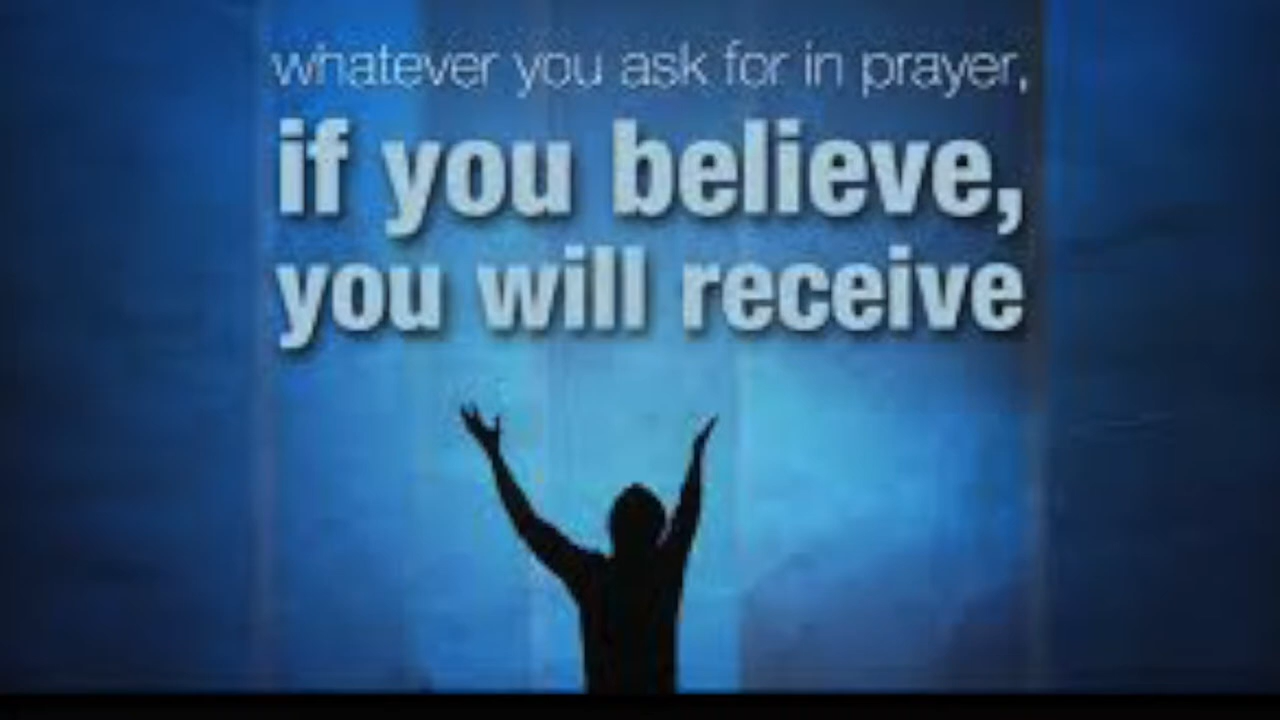 whatever you ask for in prayer,
if you believe,
you will receive